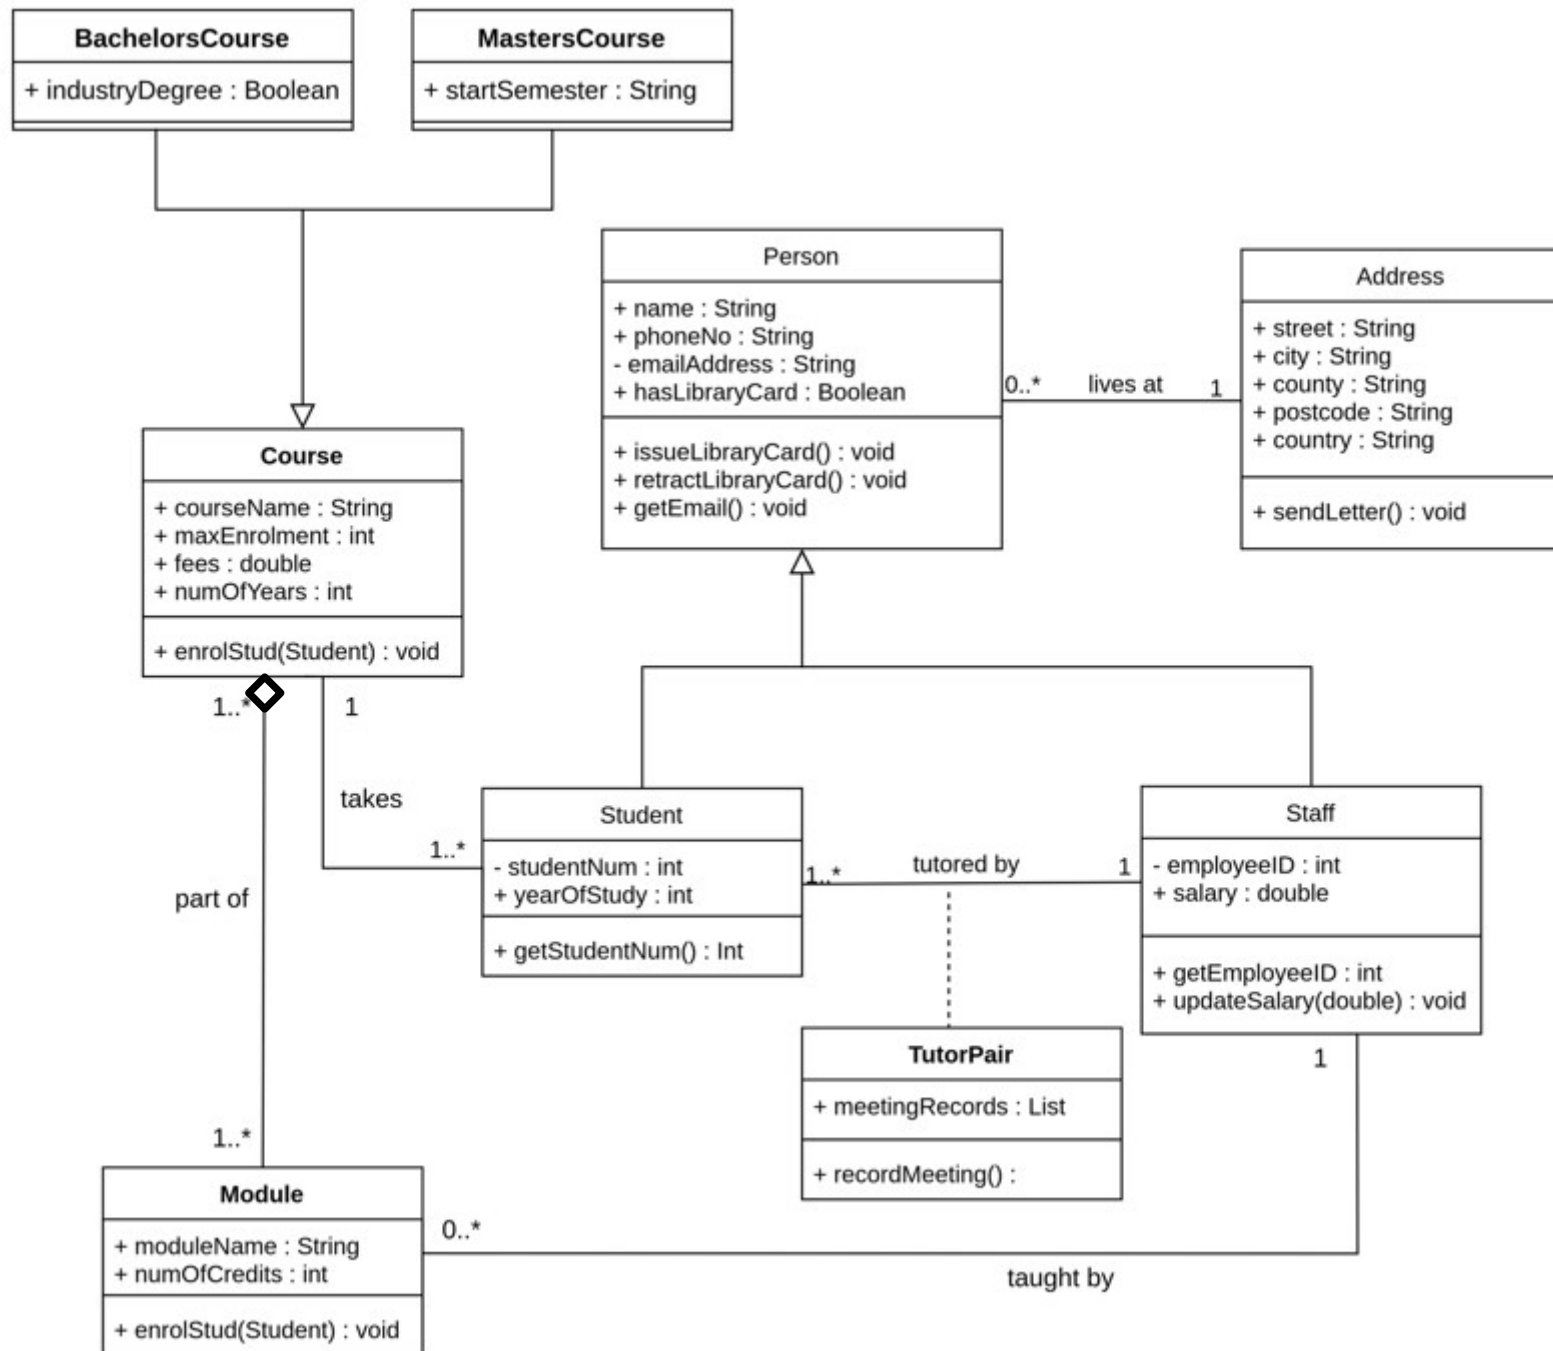 BachelorsCourse
+ industryDegree : Boolean
MastersCourse
+ startSemester : String
Person
+ name : String
+ phoneNo : String
- emailAddress : String
+ hasLibraryCard : Boolean
+ issueLibraryCard() : void
+ retractLibraryCard() : void
+ getEmail() : void
0..*
lives at
1
Address
+ street : String
+ city : String
+ county : String
+ postcode : String
+ country : String
+ sendLetter() : void
Course
+ courseName : String
+ maxEnrolment : int
+ fees : double
+ numOfYears : int
+ enrolStud(Student) : void
1..*
1
takes
1..*
part of
1..*
Student
- studentNum : int
+ yearOfStudy : int
+ getStudentNum() : Int
1..*
tutored by
1
Staff
- employeeID : int
+ salary : double
+ getEmployeeID : int
+ updateSalary(double) : void
1
TutorPair
+ meetingRecords : List
+ recordMeeting() :
Module
+ moduleName : String
+ numOfCredits : int
+ enrolStud(Student) : void
0..*
taught by